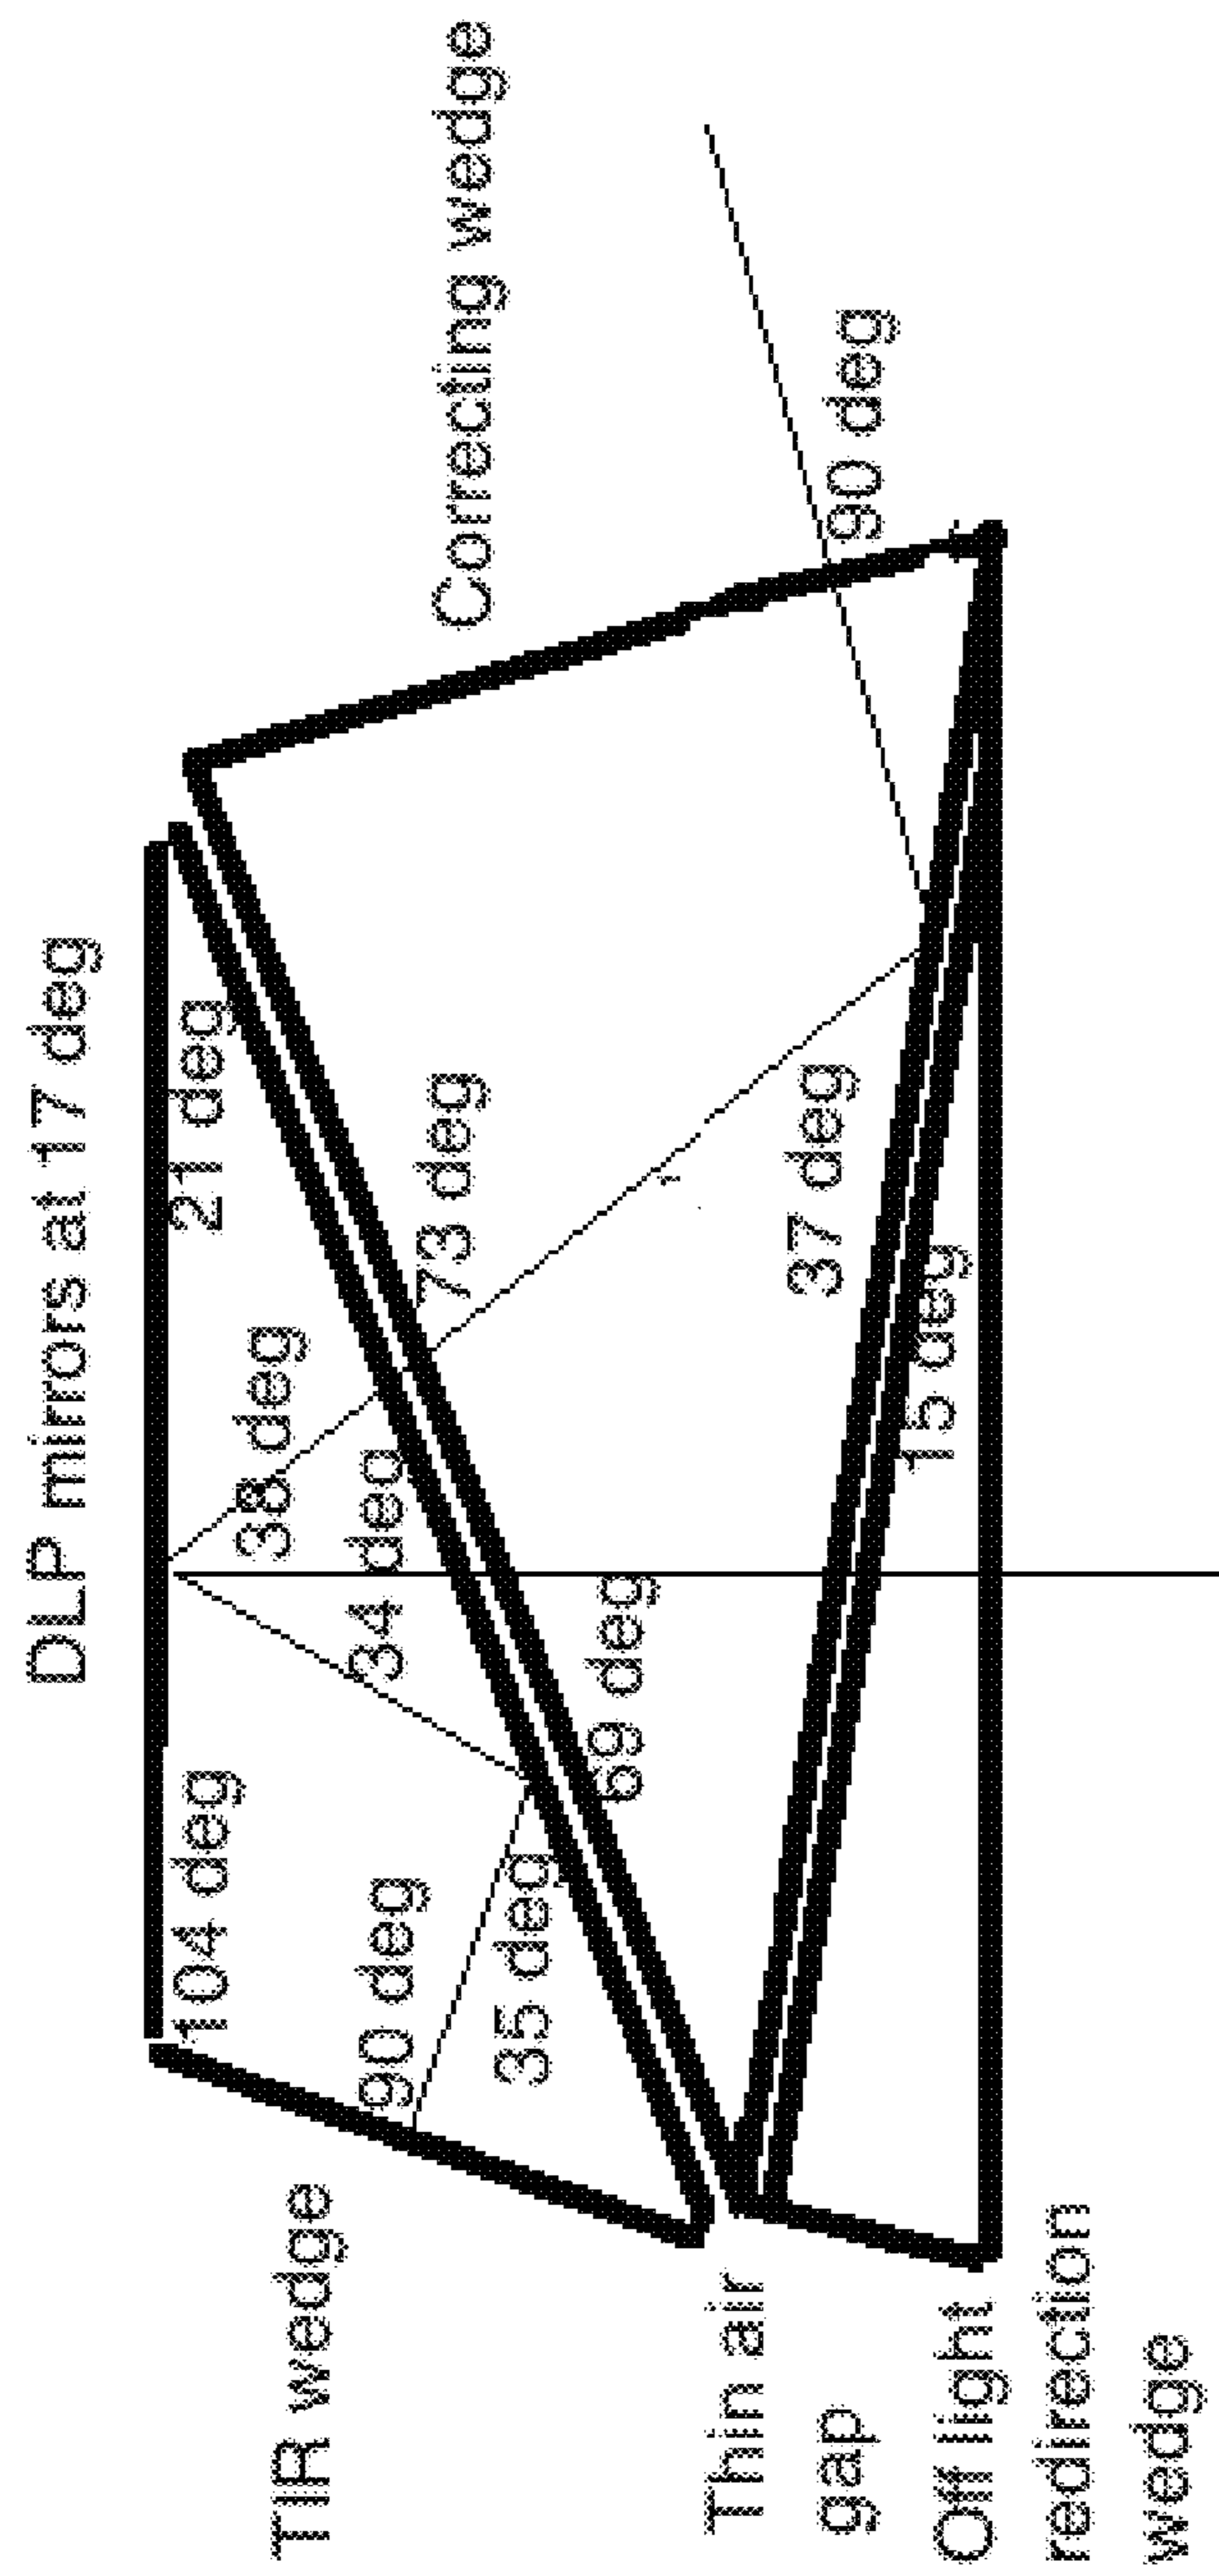 DLP mirrors at 17 deg
104 deg
21 deg
38 deg
34 deg
90 deg
35 deg
73 deg
69 deg
37 deg
15 deg
90 deg
TIR wedge
Correcting wedge
Thin air
gap
Off light
redirection
wedge